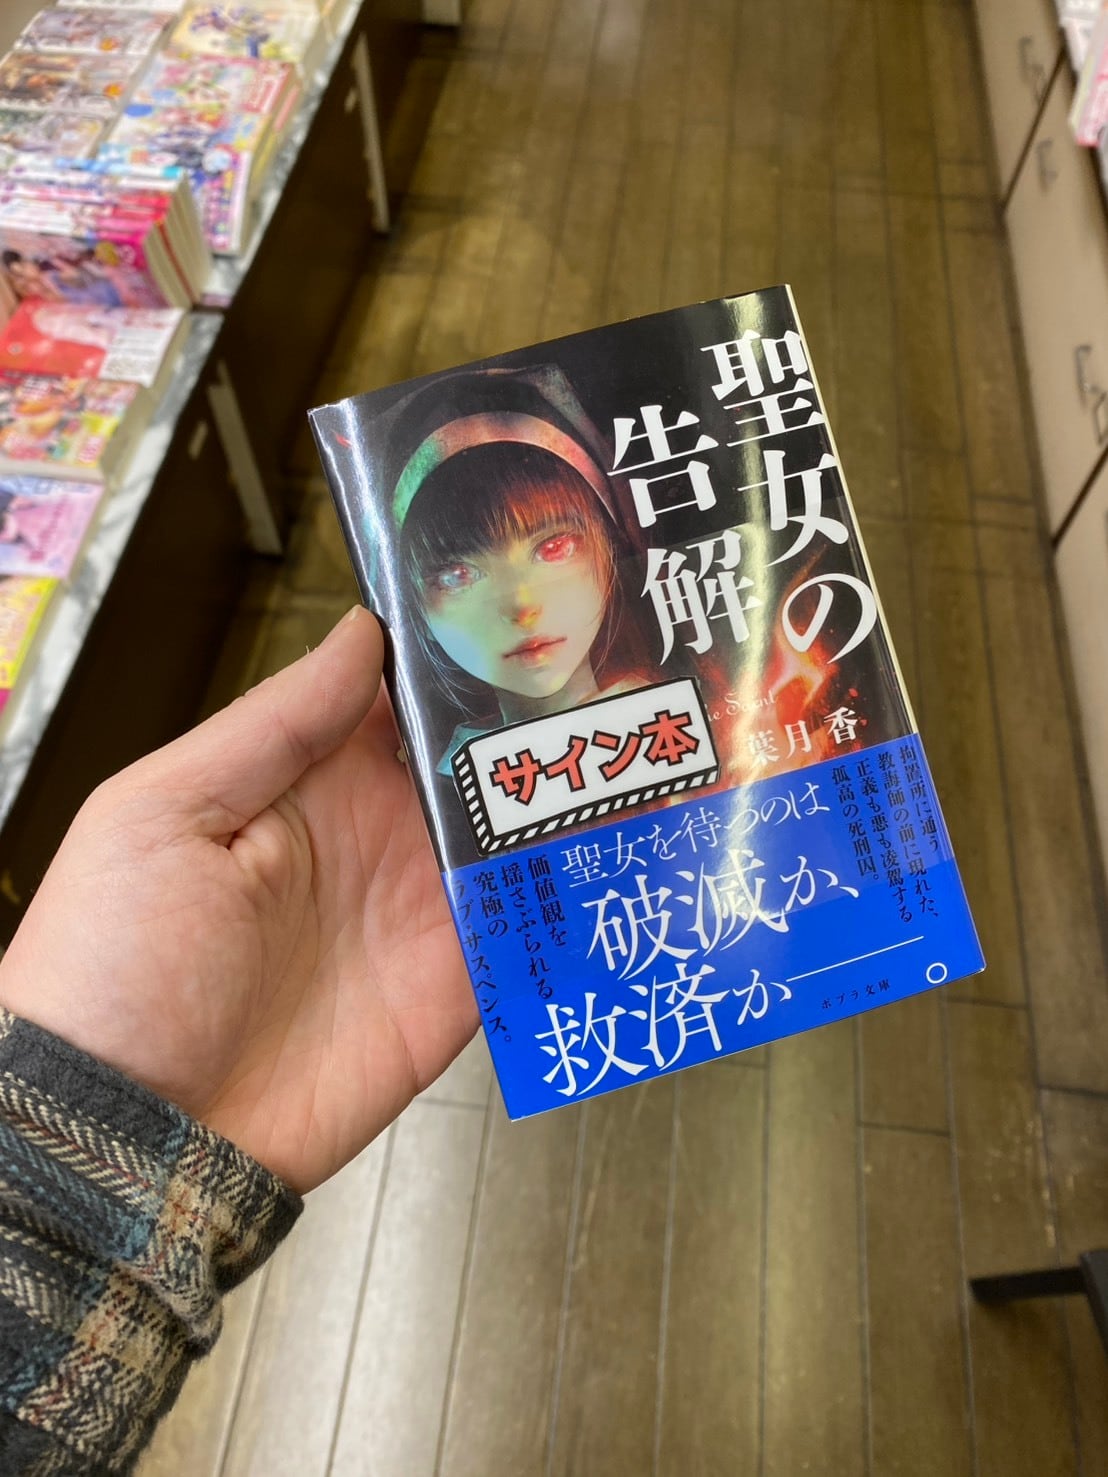 聖女の
告解
葉月 香
サイン本
拘置所に通う
教誨師の前に現れた、
正義も悪も凌駕する
孤高の死刑囚。
聖女を待つのは
破滅か、
救済か――。
価値観を
揺さぶられる
究極の
ラブ・サスペンス。
ポプラ文庫